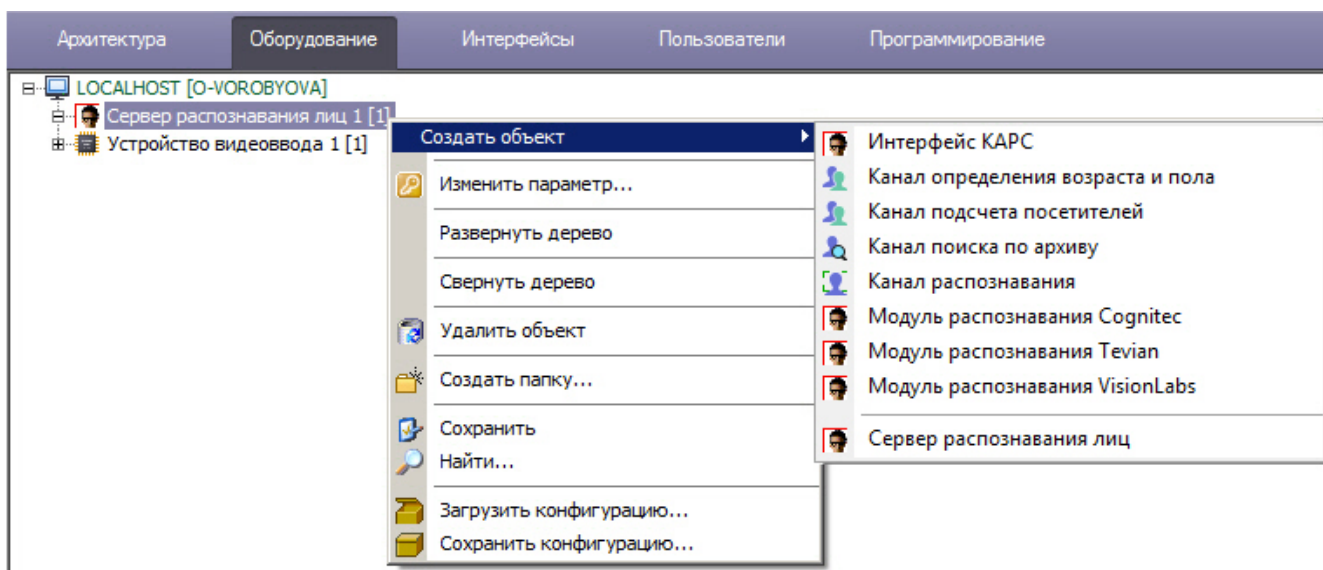 Архитектура Оборудование Интерфейсы Пользователи Программирование
LOCALHOST [O-VOROBYOVA]
Сервер распознавания лиц 1 [1]
Устройство видеоввода 1 [1]
Создать объект
Изменить параметр...
Развернуть дерево
Свернуть дерево
Удалить объект
Создать папку...
Сохранить
Найти...
Загрузить конфигурацию...
Сохранить конфигурацию...
Интерфейс КАРС
Канал определения возраста и пола
Канал подсчета посетителей
Канал поиска по архиву
Канал распознавания
Модуль распознавания Cognitec
Модуль распознавания Tevian
Модуль распознавания VisionLabs
Сервер распознавания лиц